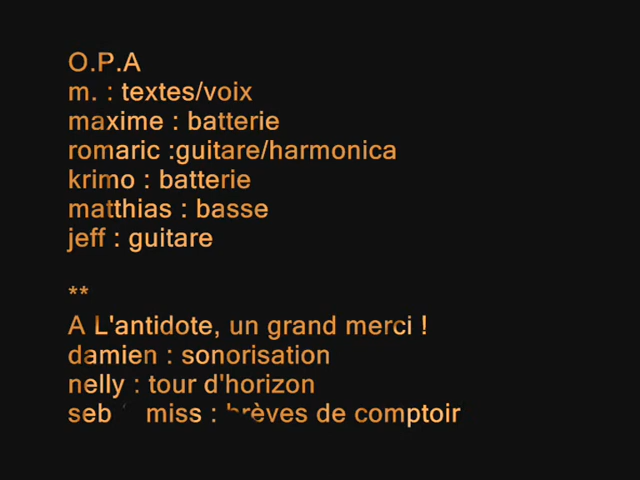 O.P.A
m. : textes/voix
maxime : batterie
romaric :guitare/harmonica
krimo : batterie
matthias : basse
jeff : guitare
**
A L'antidote, un grand merci !
damien : sonorisation
nelly : tour d'horizon
seb miss : brèves de comptoir